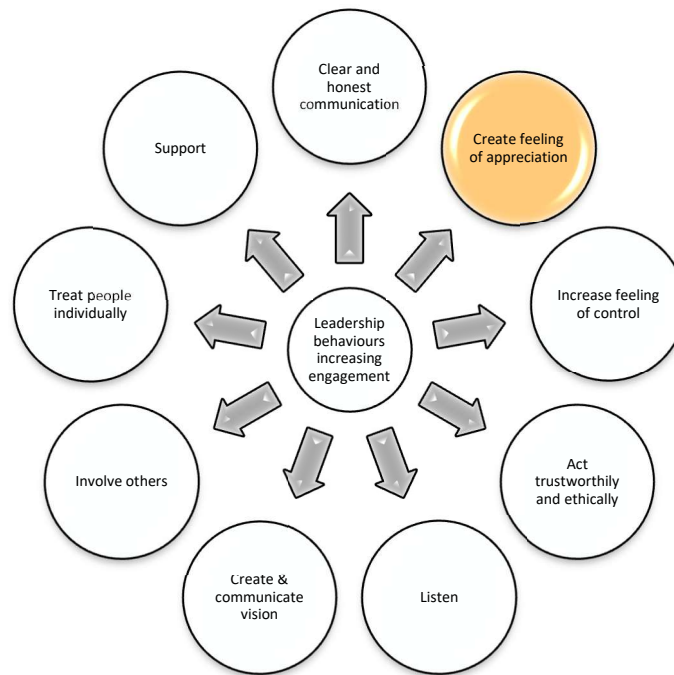 Clear and
honest
communication
Create feeling
of appreciation
Increase feeling
of control
Act
trustworthily
and ethically
Listen
Create &
communicate
vision
Involve others
Treat people
individually
Support
Leadership
behaviours
increasing
engagement